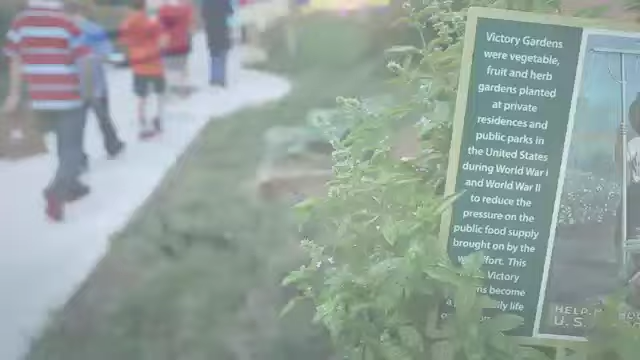 Victory Gardens
were vegetable,
fruit and herb
gardens planted
at private
residences and
public parks in
the United States
during World War I
and World War II
to reduce the
pressure on the
public food supply
brought on by the
This
Victory
become
life
HELP
U.S.